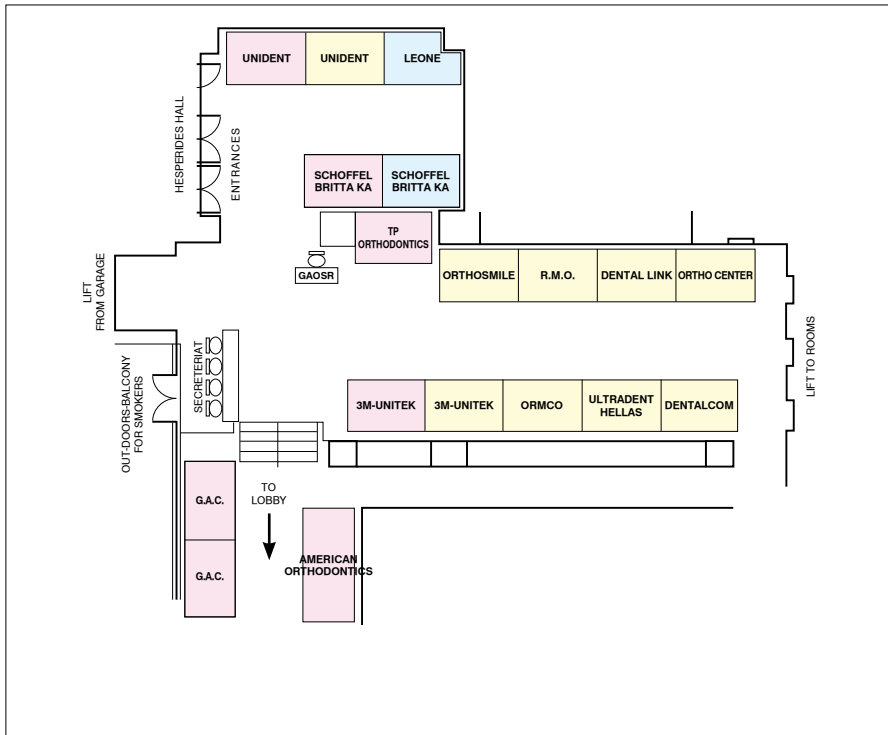 UNIDENT
UNIDENT
LEONE
HESPERIDES HALL
ENTRANCES
SCHOFFEL
BRITTA KA
SCHOFFEL
BRITTA KA
TP
ORTHODONTICS
GAOSR
ORTHOSMILE
R.M.O.
DENTAL LINK
ORTHO CENTER
LIFT
FROM GARAGE
LIFT TO ROOMS
OUT-DOORS-BALCONY
FOR SMOKERS
SECRETERIAT
3M-UNITEK
3M-UNITEK
ORMCO
ULTRADENT
HELLAS
DENTALCOM
G.A.C.
TO
LOBBY
G.A.C.
AMERICAN
ORTHODONTICS